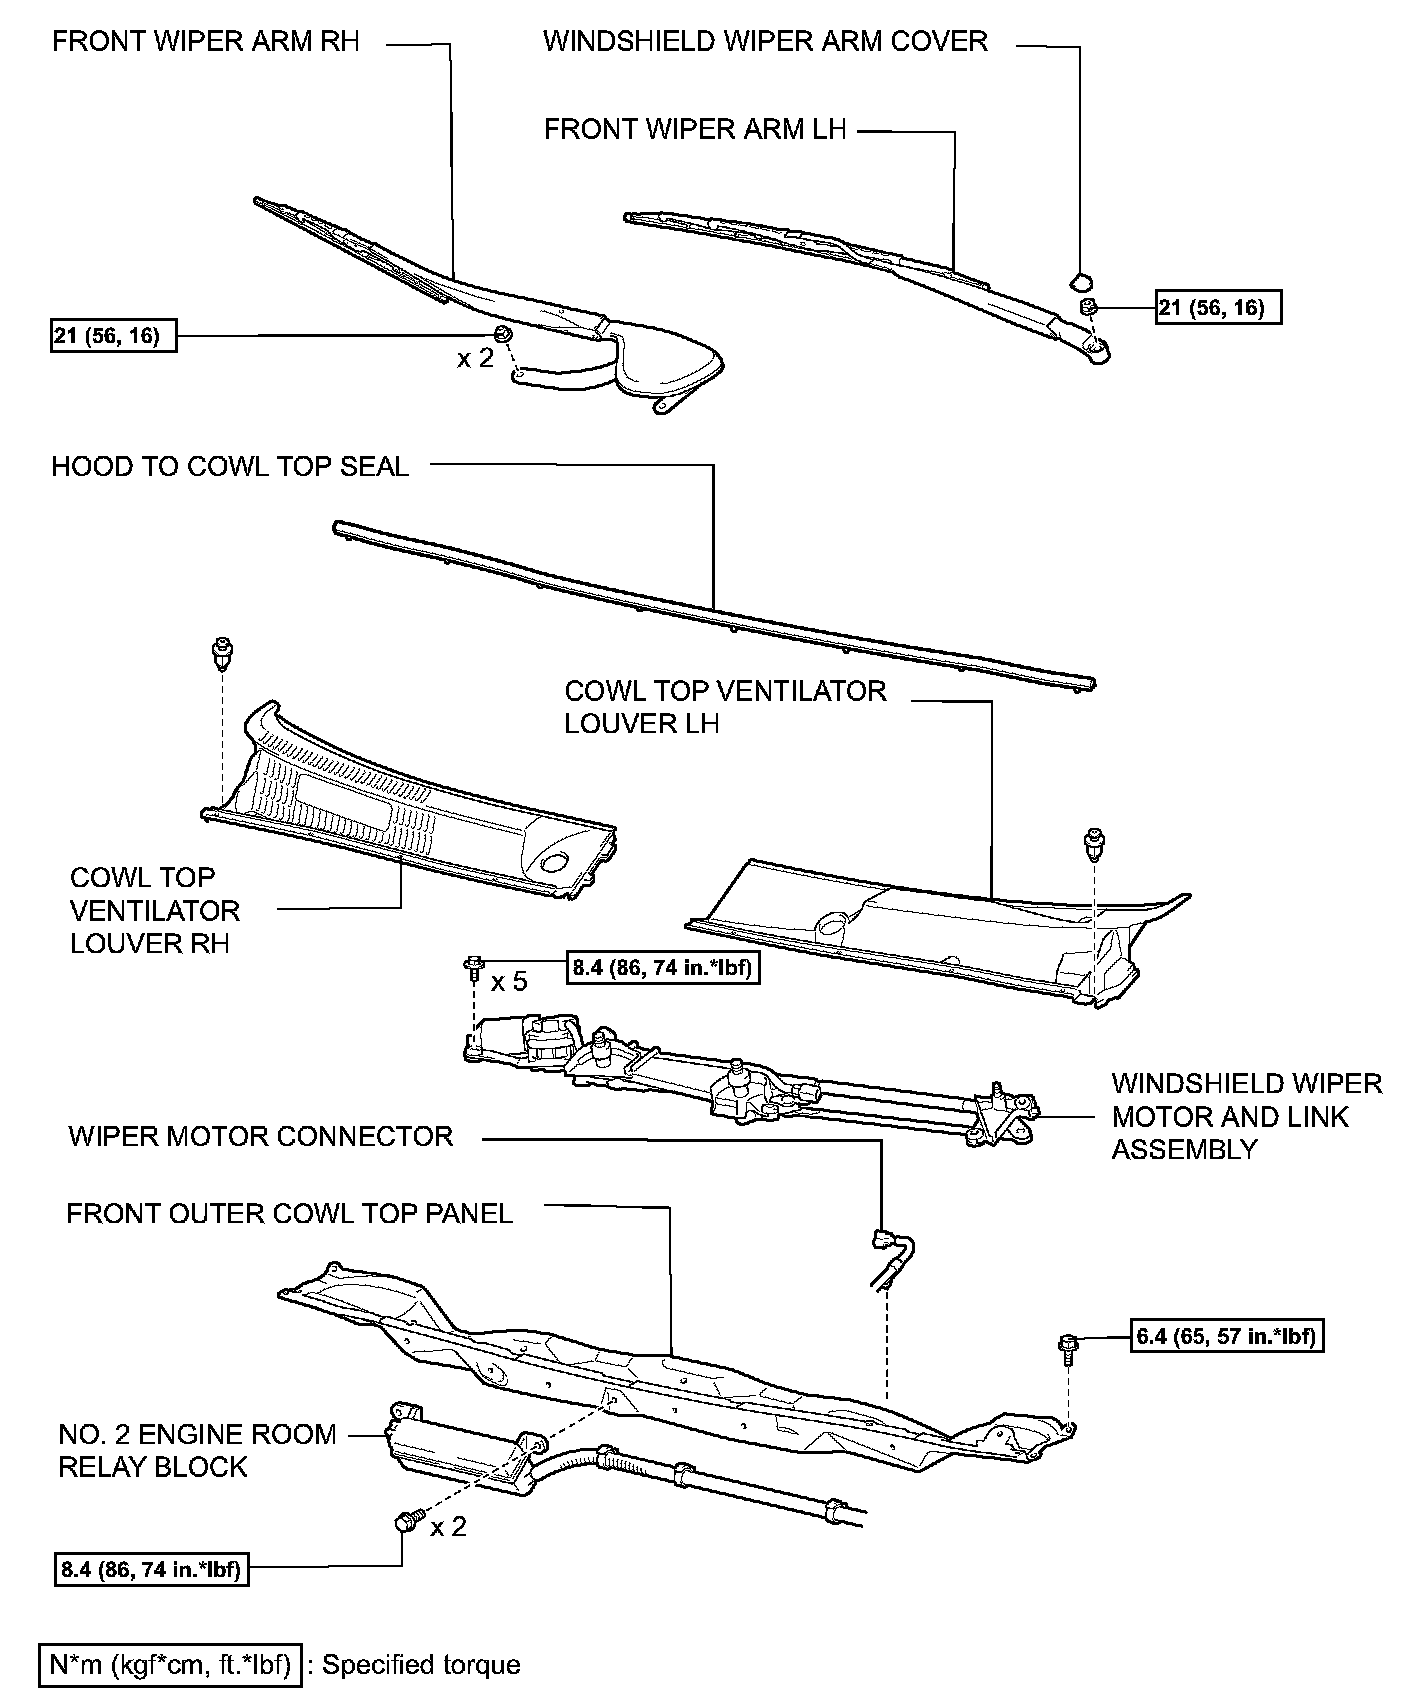 FRONT WIPER ARM RH
WINDSHIELD WIPER ARM COVER
FRONT WIPER ARM LH
21 (56, 16)
21 (56, 16)
x 2
HOOD TO COWL TOP SEAL
COWL TOP VENTILATOR
LOUVER LH
COWL TOP
VENTILATOR
LOUVER RH
8.4 (86, 74 in.*lbf)
x 5
WINDSHIELD WIPER
MOTOR AND LINK
ASSEMBLY
WIPER MOTOR CONNECTOR
FRONT OUTER COWL TOP PANEL
6.4 (65, 57 in.*lbf)
NO. 2 ENGINE ROOM
RELAY BLOCK
x 2
8.4 (86, 74 in.*lbf)
N*m (kgf*cm, ft.*lbf) : Specified torque